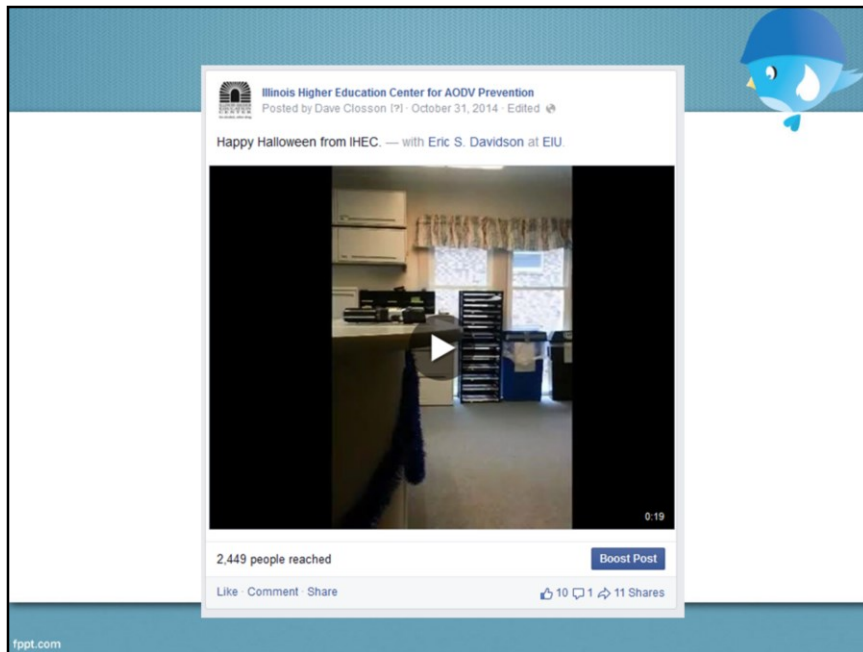 Illinois Higher Education Center for AODV Prevention
Posted by Dave Closson [?] · October 31, 2014 · Edited ·
Happy Halloween from IHEC. — with Eric S. Davidson at EIU.
0:19
2,449 people reached
Boost Post
Like · Comment · Share
10 1 11 Shares
fppt.com